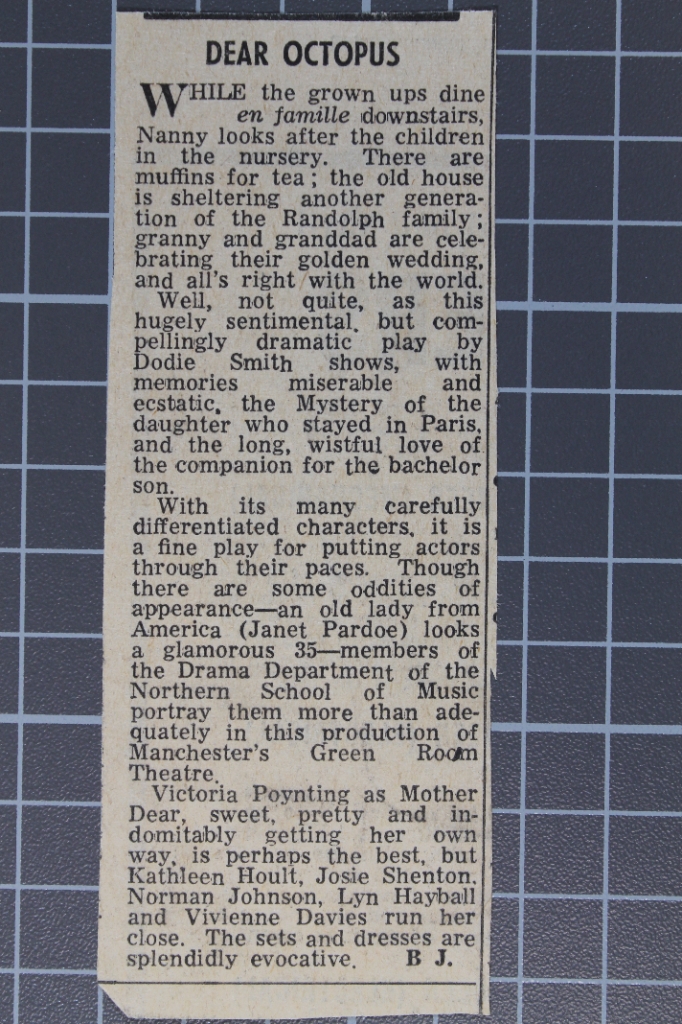 DEAR OCTOPUS
WHILE the grown ups dine
en famille downstairs,
Nanny looks after the children
in the nursery. There are
muffins for tea; the old house
is sheltering another genera-
tion of the Randolph family;
granny and granddad are cele-
brating their golden wedding,
and all's right with the world.
Well, not quite, as this
hugely sentimental, but com-
pellingly dramatic play by
Dodie Smith shows, with
memories miserable and
ecstatic, the Mystery of the
daughter who stayed in Paris,
and the long, wistful love of
the companion for the bachelor
son.
With its many carefully
differentiated characters, it is
a fine play for putting actors
through their paces. Though
there are some oddities of
appearance—an old lady from
America (Janet Pardoe) looks
a glamorous 35—members of
the Drama Department of the
Northern School of Music
portray them more than ade-
quately in this production of
Manchester's Green Room
Theatre.
Victoria Poynting as Mother
Dear, sweet, pretty and in-
domitably getting her own
way, is perhaps the best, but
Kathleen Hoult, Josie Shenton,
Norman Johnson, Lyn Hayball
and Vivienne Davies run her
close. The sets and dresses are
splendidly evocative. B J.